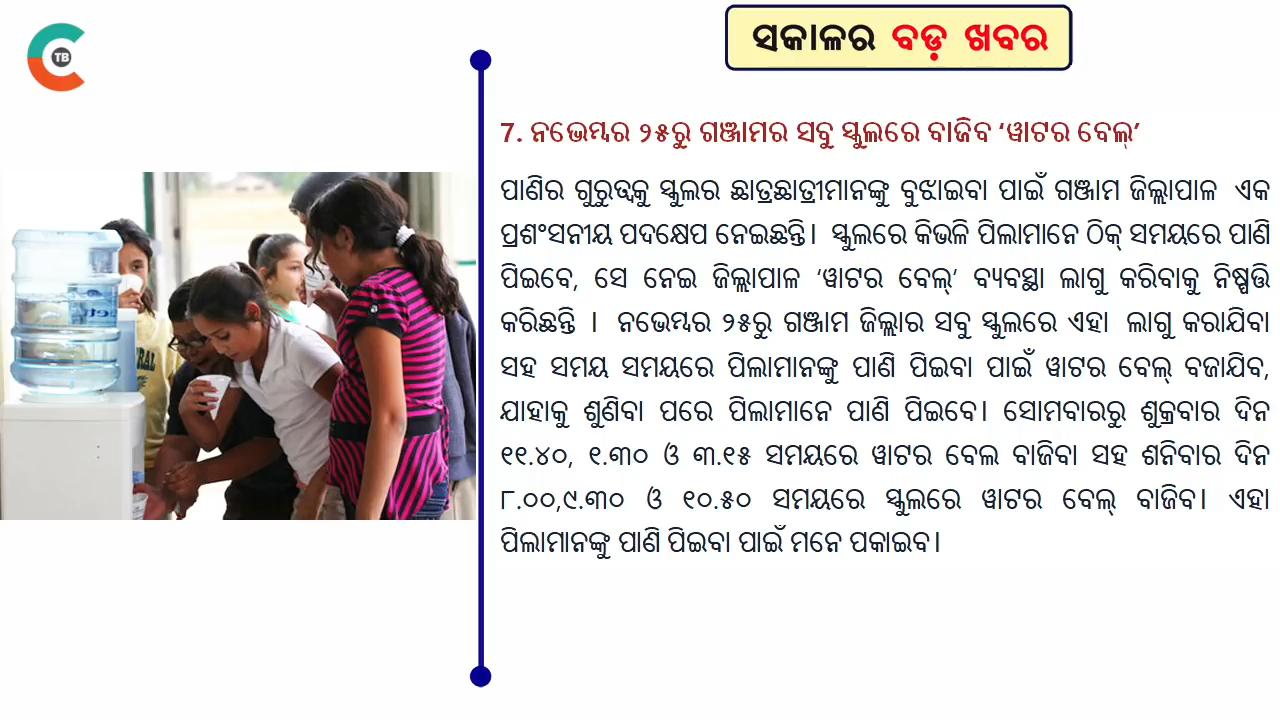 TB
ସକାଳର ବଡ଼ ଖବର
7. ନଭେମ୍ବର ୨୫ରୁ ଗଞ୍ଜାମର ସବୁ ସ୍କୁଲରେ ବାଜିବ ‘ୱାଟର ବେଲ୍’
ପାଣିର ଗୁରୁତ୍ୱକୁ ସ୍କୁଲର ଛାତ୍ରଛାତ୍ରୀମାନଙ୍କୁ ବୁଝାଇବା ପାଇଁ ଗଞ୍ଜାମ ଜିଲ୍ଲାପାଳ ଏକ
ପ୍ରଶଂସନୀୟ ପଦକ୍ଷେପ ନେଇଛନ୍ତି। ସ୍କୁଲରେ କିଭଳି ପିଲାମାନେ ଠିକ୍ ସମୟରେ ପାଣି
ପିଇବେ, ସେ ନେଇ ଜିଲ୍ଲାପାଳ ‘ୱାଟର ବେଲ୍’ ବ୍ୟବସ୍ଥା ଲାଗୁ କରିବାକୁ ନିଷ୍ପତ୍ତି
କରିଛନ୍ତି । ନଭେମ୍ବର ୨୫ରୁ ଗଞ୍ଜାମ ଜିଲ୍ଲାର ସବୁ ସ୍କୁଲରେ ଏହା ଲାଗୁ କରାଯିବା
ସହ ସମୟ ସମୟରେ ପିଲାମାନଙ୍କୁ ପାଣି ପିଇବା ପାଇଁ ୱାଟର ବେଲ୍ ବଜାଯିବ,
ଯାହାକୁ ଶୁଣିବା ପରେ ପିଲାମାନେ ପାଣି ପିଇବେ। ସୋମବାରରୁ ଶୁକ୍ରବାର ଦିନ
୧୧.୪୦, ୧.୩୦ ଓ ୩.୧୫ ସମୟରେ ୱାଟର ବେଲ ବାଜିବା ସହ ଶନିବାର ଦିନ
୮.୦୦,୯.୩୦ ଓ ୧୦.୫୦ ସମୟରେ ସ୍କୁଲରେ ୱାଟର ବେଲ୍ ବାଜିବ। ଏହା
ପିଲାମାନଙ୍କୁ ପାଣି ପିଇବା ପାଇଁ ମନେ ପକାଇବ।